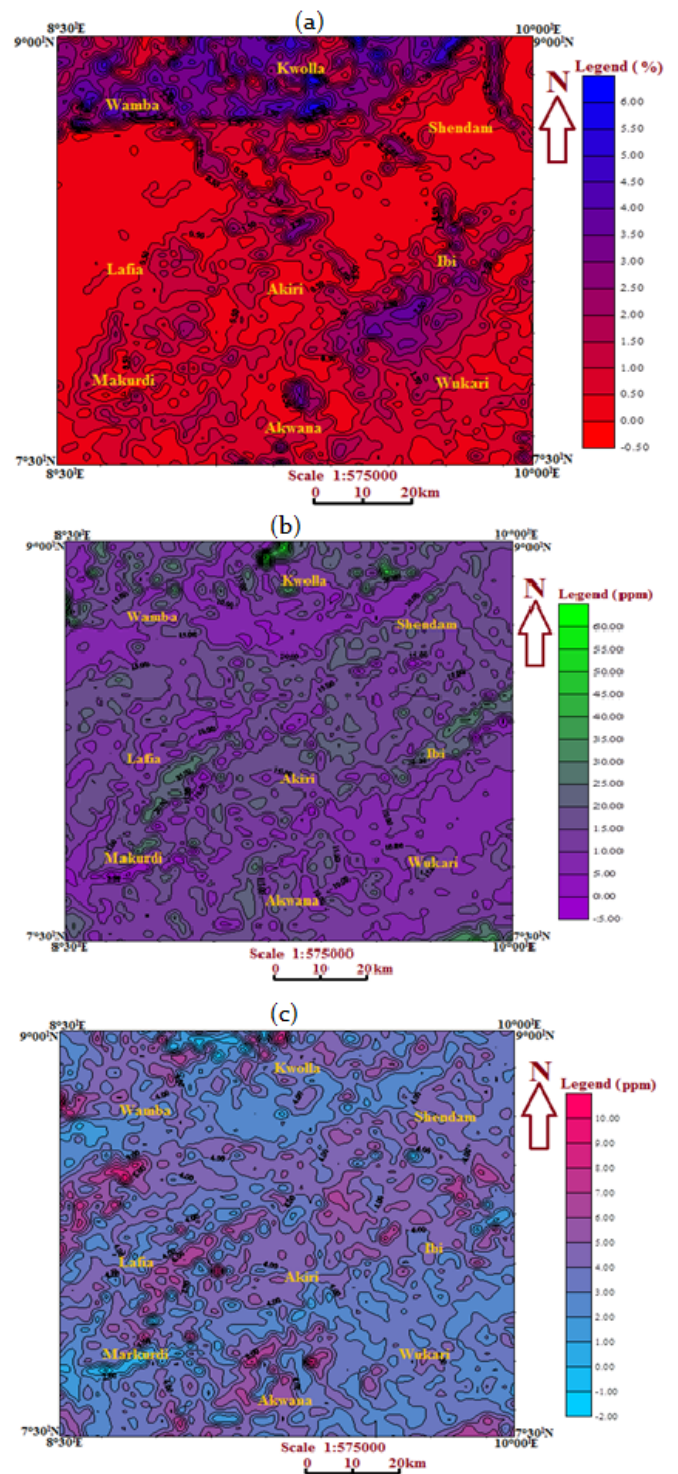 (a)
8°30'E 10°00'E
9°00'N 9°00'N
Legend (%)
Kwolla
N
Wamba
Shendam
6.00
5.50
5.00
4.50
4.00
3.50
3.00
2.50
2.00
1.50
1.00
0.50
0.00
-0.50
Lafia
Ibi
Akiri
Makurdi
Wukari
Akwana
7°30'N 7°30'N
8°30'E 10°00'E
Scale 1:575000
0 10 20km
(b)
8°30'E 10°00'E
9°00'N 9°00'N
Kwolla
N
Legend (ppm)
Wamba
Shendam
60.00
55.00
50.00
45.00
40.00
35.00
30.00
25.00
20.00
15.00
10.00
5.00
0.00
-5.00
Lafia
Ibi
Akiri
Makurdi
Wukari
Akwana
7°30'N 7°30'N
8°30'E 10°00'E
Scale 1:575000
0 10 20km
(c)
8°30'E 10°00'E
9°00'N 9°00'N
Kwolla
N
Legend (ppm)
Wamba
Shendam
10.00
9.00
8.00
7.00
6.00
5.00
4.00
3.00
2.00
1.00
0.00
-1.00
-2.00
Ibi
Lafia
Akiri
Markurdi
Wukari
Akwana
7°30'N 7°30'N
8°30'E 10°00'E
Scale 1:575000
0 10 20km